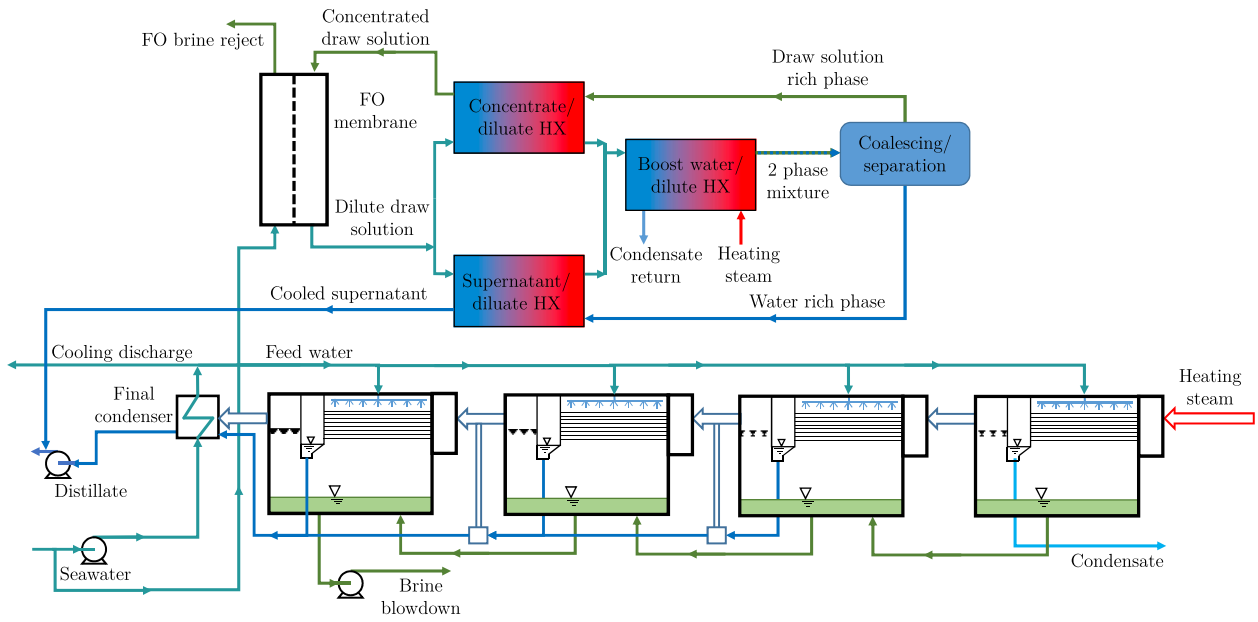 Concentrated
draw solution
FO brine reject
FO
membrane
Draw solution
rich phase
Concentrate/
diluate HX
Boost water/
dilute HX
Coalescing/
separation
2 phase
mixture
Dilute draw
solution
Condensate
return
Heating
steam
Supernatant/
diluate HX
Cooled supernatant
Water rich phase
Cooling discharge
Feed water
Final
condenser
Heating
steam
Distillate
Seawater
Brine
blowdown
Condensate